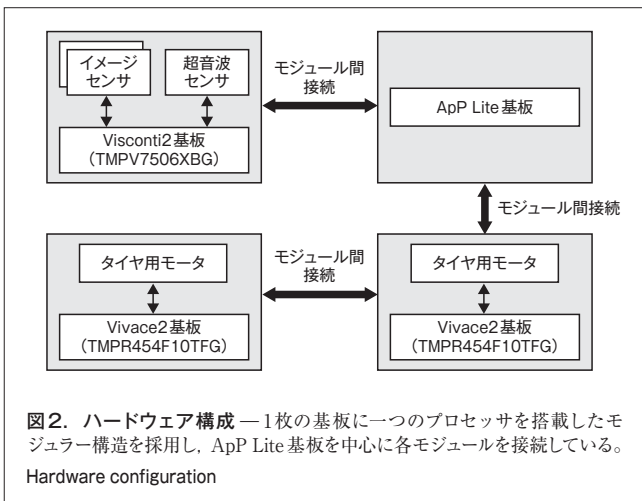 イメージ
センサ
超音波
センサ
Visconti2基板
(TMPV7506XBG)
モジュール間
接続
ApP Lite基板
モジュール間接続
タイヤ用モータ
Vivace2基板
(TMPR454F10TFG)
モジュール間
接続
タイヤ用モータ
Vivace2基板
(TMPR454F10TFG)
図2. ハードウェア構成 — 1枚の基板に一つのプロセッサを搭載したモ
ジュラー構造を採用し，ApP Lite基板を中心に各モジュールを接続している。
Hardware configuration